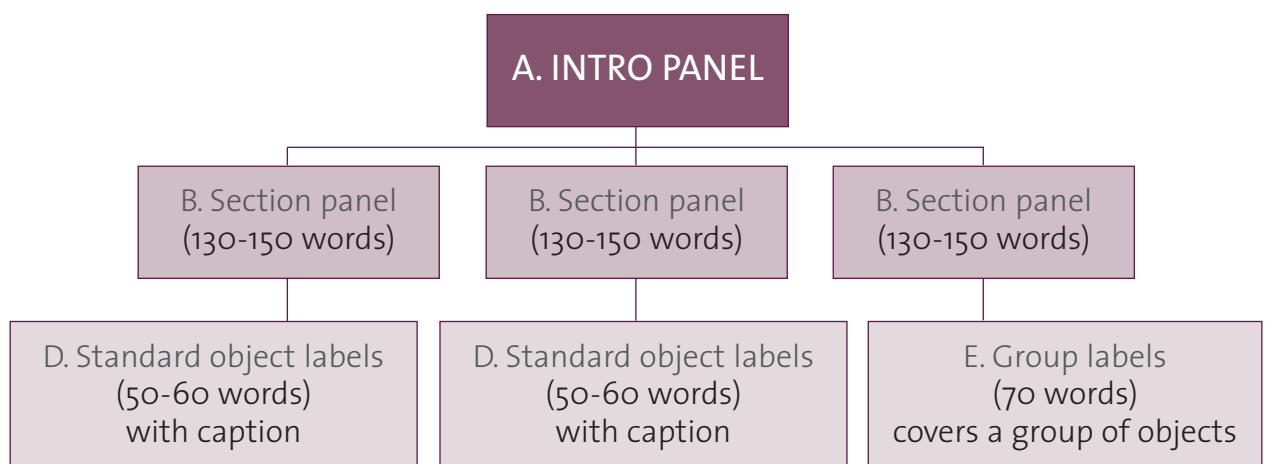 A. INTRO PANEL
B. Section panel
(130-150 words)
B. Section panel
(130-150 words)
B. Section panel
(130-150 words)
D. Standard object labels
(50-60 words)
with caption
D. Standard object labels
(50-60 words)
with caption
E. Group labels
(70 words)
covers a group of objects